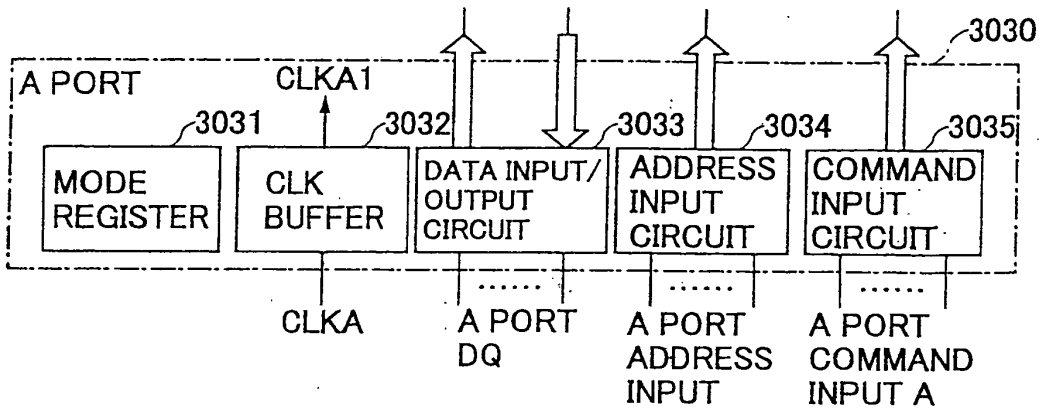 3030
A PORT
CLKA1
3031
3032
3033
3034
3035
MODE
REGISTER
CLK
BUFFER
DATA INPUT/
OUTPUT
CIRCUIT
ADDRESS
INPUT
CIRCUIT
COMMAND
INPUT
CIRCUIT
CLKA
A PORT
DQ
A PORT
ADDRESS
INPUT
A PORT
COMMAND
INPUT A